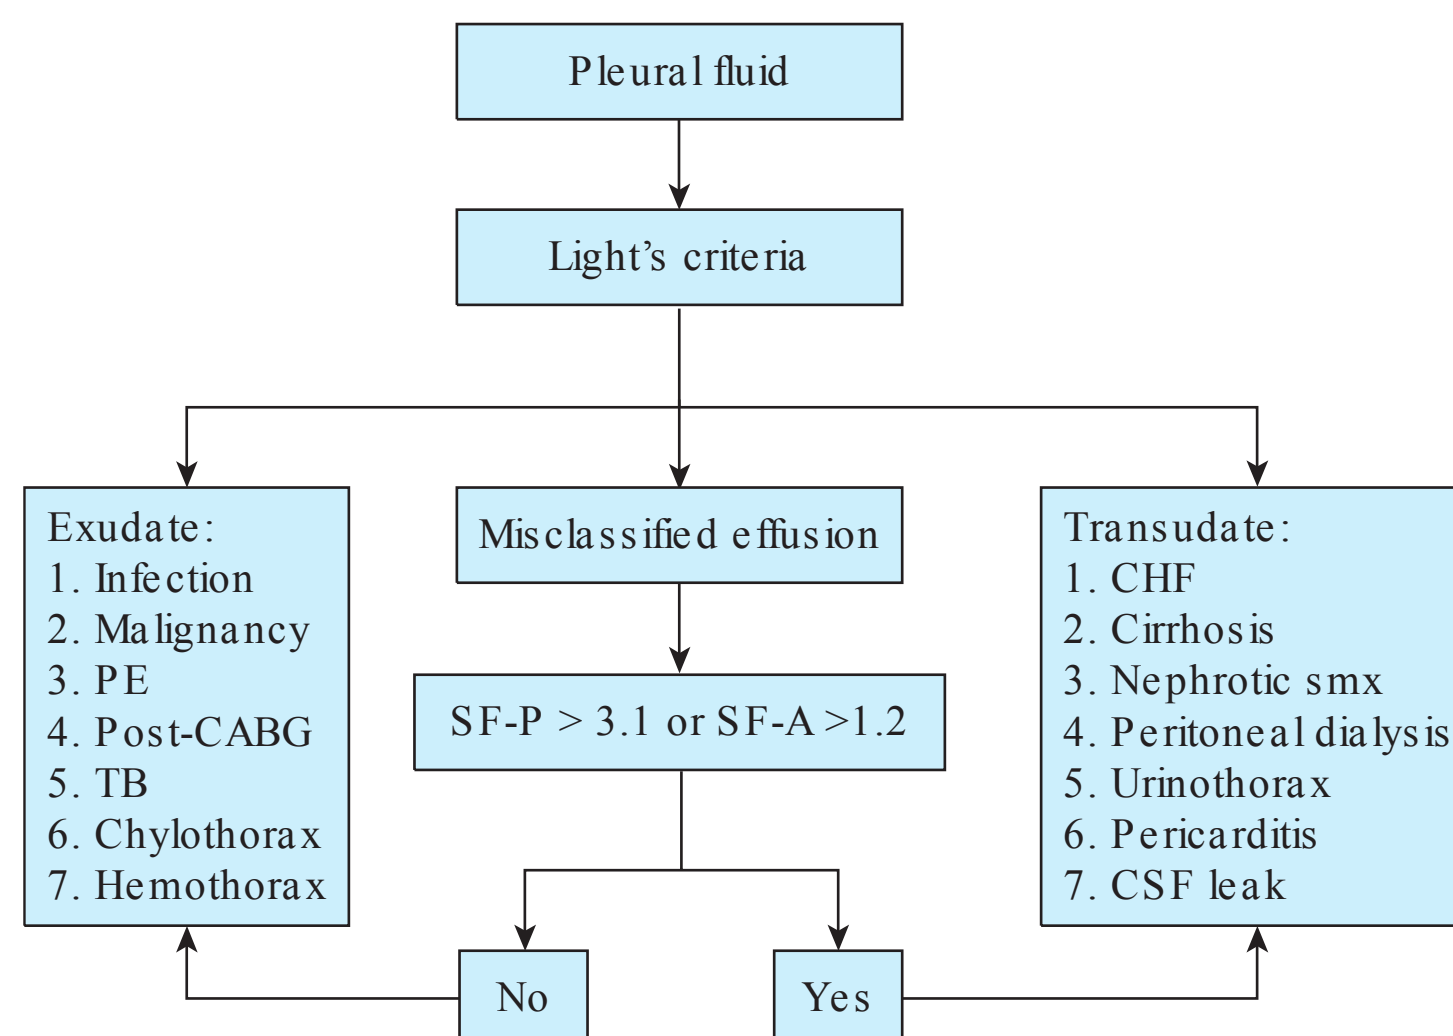 Pleural fluid
Light’s criteria
Exudate:
1. Infection
2. Malignancy
3. PE
4. Post-CABG
5. TB
6. Chylothorax
7. Hemothorax
Misclassified effusion
SF-P > 3.1 or SF-A >1.2
Transudate:
1. CHF
2. Cirrhosis
3. Nephrotic smx
4. Peritoneal dialysis
5. Urinothorax
6. Pericarditis
7. CSF leak
No
Yes